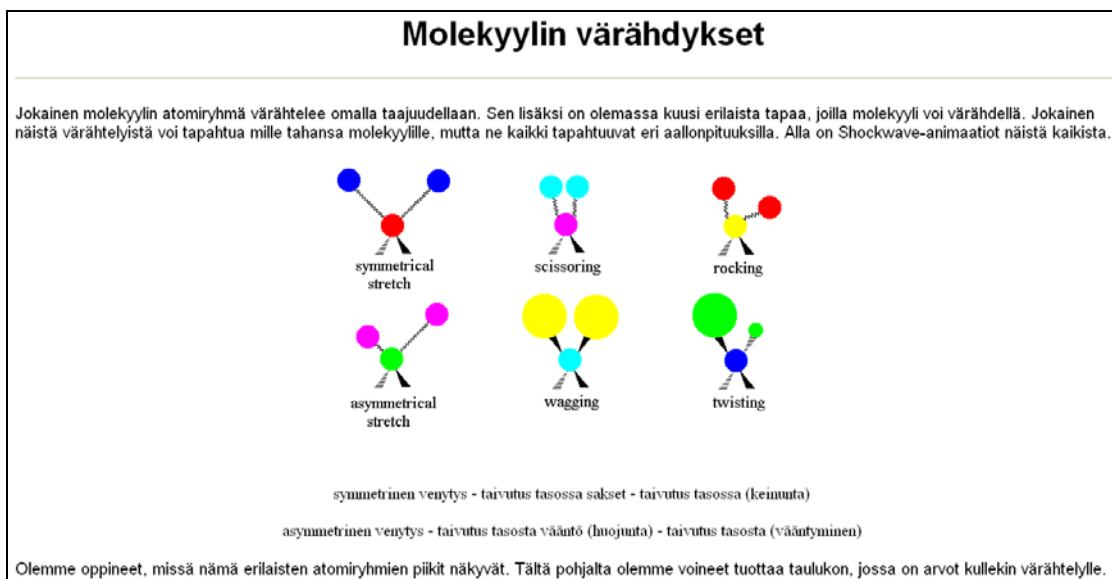 Molekyylin värähdykset
Jokainen molekyylin atomiryhmä värähtelee omalla taajuudellaan. Sen lisäksi on olemassa kuusi erilaista tapaa, joilla molekyyli voi värähdellä. Jokainen
näistä värähtelyistä voi tapahtua mille tahansa molekyylille, mutta ne kaikki tapahtuuvat eri aallonpituuksilla. Alla on Shockwave-animaatiot näistä kaikista.
symmetrical
stretch
scissoring
rocking
asymmetrical
stretch
wagging
twisting
symmetrinen venytys - taivutus tasossa sakset - taivutus tasossa (keinunta)
asymmetrinen venytys - taivutus tasosta vääntö (huojunta) - taivutus tasosta (vääntyminen)
Olemme oppineet, missä nämä erilaisten atomiryhmien piikit näkyvät. Tältä pohjalta olemme voineet tuottaa taulukon, jossa on arvot kullekin värähtelylle.